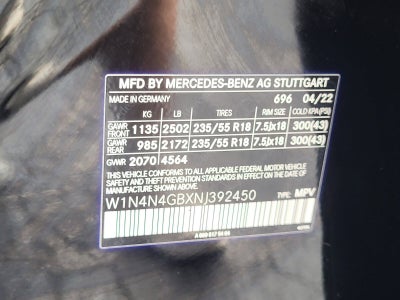 MFD BY MERCEDES-BENZ AG STUTTGART
MADE IN GERMANY 696 04/22
KG LB TIRES RIM SIZE COLD KPA(PSI)
GAWR FRONT 1135 2502 235/55 R18 7.5Jx18 300(43)
GAWR REAR 985 2172 235/55 R18 7.5Jx18 300(43)
GVWR 2070 4564
THIS VEHICLE CONFORMS TO ALL APPLICABLE FEDERAL MOTOR VEHICLE
SAFETY, BUMPER, AND THEFT PREVENTION STANDARDS IN
EFFECT ON THE DATE OF MANUFACTURE SHOWN ABOVE.
W1N4N4GBXNJ392450 TYPE: MPV